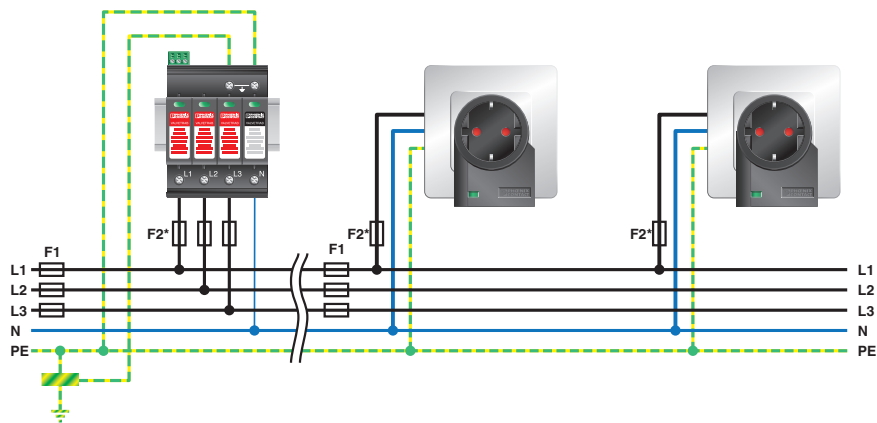 L1 L2 L3 N
F2* F2* F2*
F1 F1
L1 L1
L2 L2
L3 L3
N N
PE PE